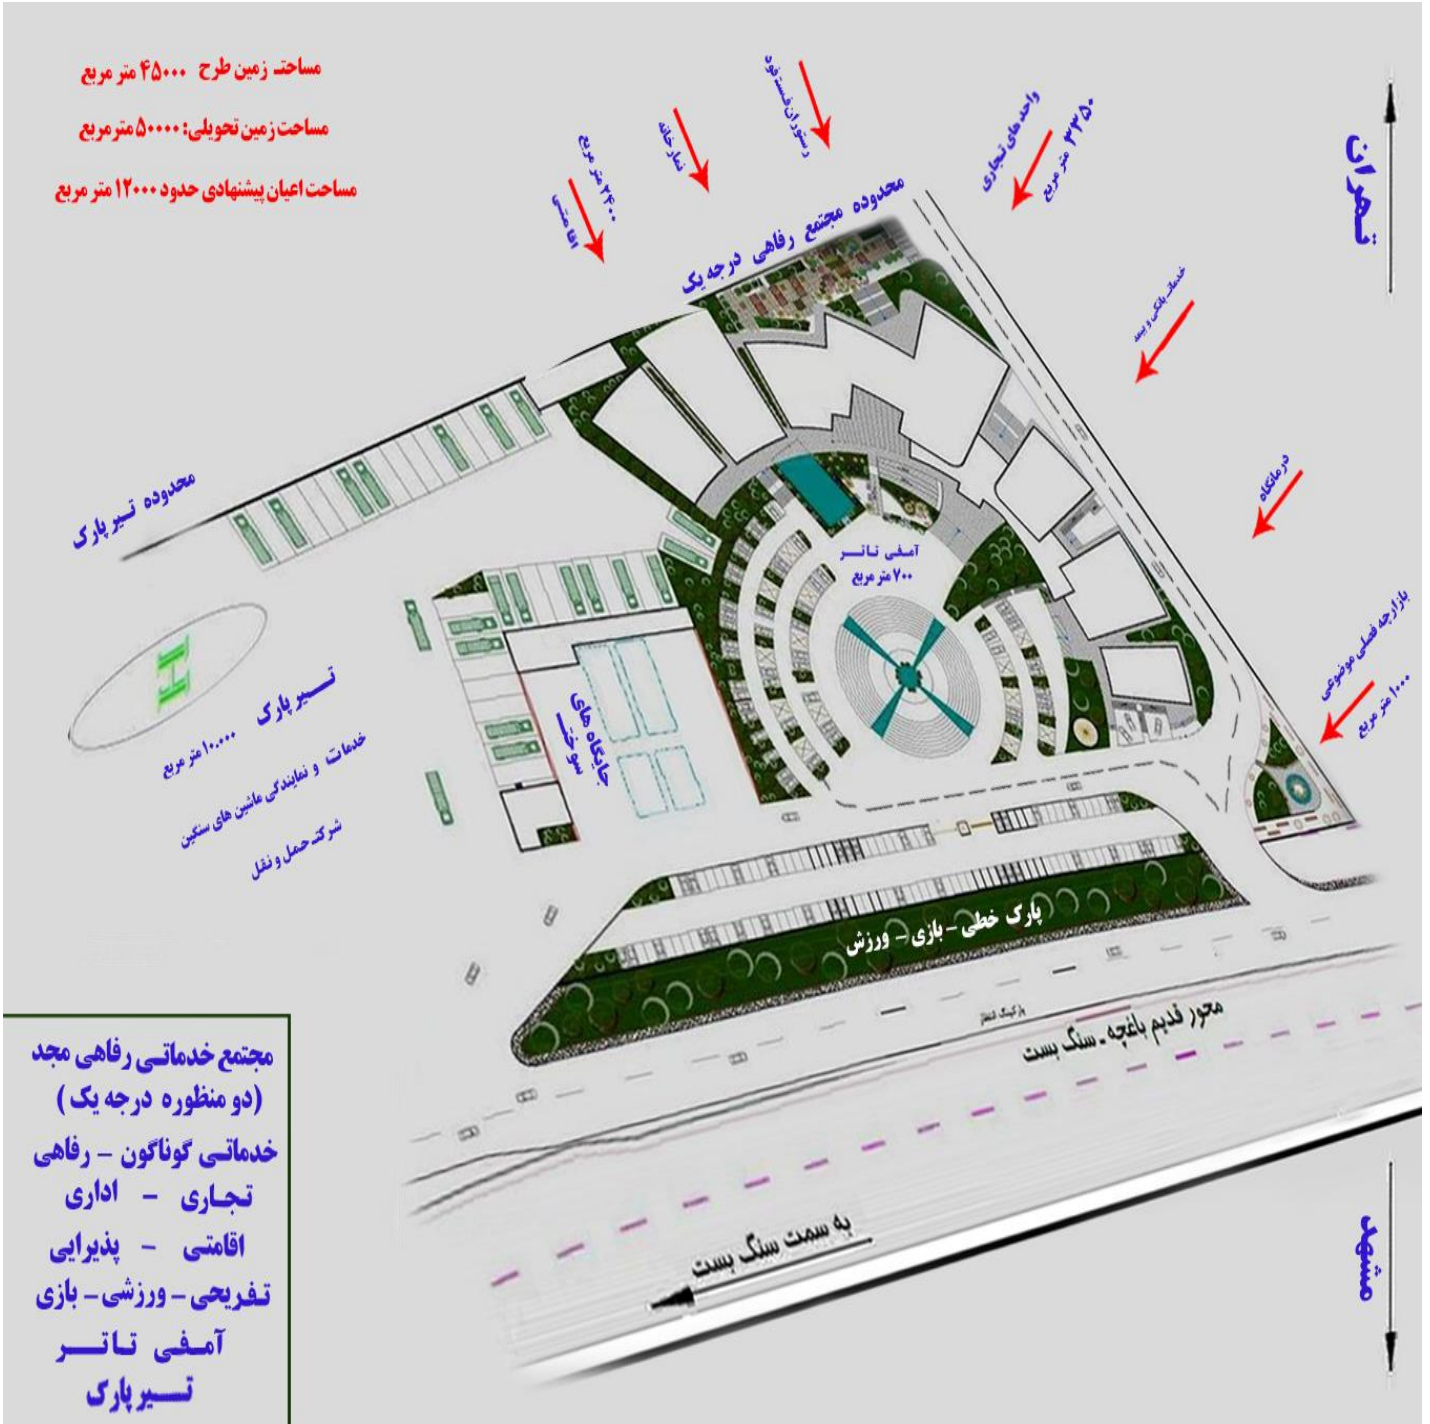 مساحت زمین طرح ۴۵۰۰۰ متر مربع
مساحت زمین تحویلی: ۵۰۰۰۰ متر مربع
مساحت اعیان پیشنهادی حدود ۱۲۰۰۰ متر مربع
۲۴۰۰ متر مربع
اقامتی
نمازخانه
رستوران فست فود
واحدهای تجاری
۳۳۵۰ متر مربع
تهران
محدوده مجتمع رفاهی درجه یک
خدمات بانکی و بیمه
درمانگاه
بازارچه فصلی موضوعی
۱۰۰۰ متر مربع
محدوده تیرپارک
آمفی تاتر
۷۰۰ متر مربع
جایگاه های
سوخت
تیرپارک ۱۰.۰۰۰ متر مربع
خدمات و نمایندگی ماشین های سنگین
شرکت حمل و نقل
پارک خطی - بازی - ورزش
پارکینگ انتظار
محور قدیم باغچه - سنگ بست
به سمت سنگ بست
مشهد
مجتمع خدماتی رفاهی مجد
(دو منظوره درجه یک)
خدماتی گوناگون - رفاهی
تجاری - اداری
اقامتی - پذیرایی
تفریحی - ورزشی - بازی
آمفی تاتر
تیرپارک